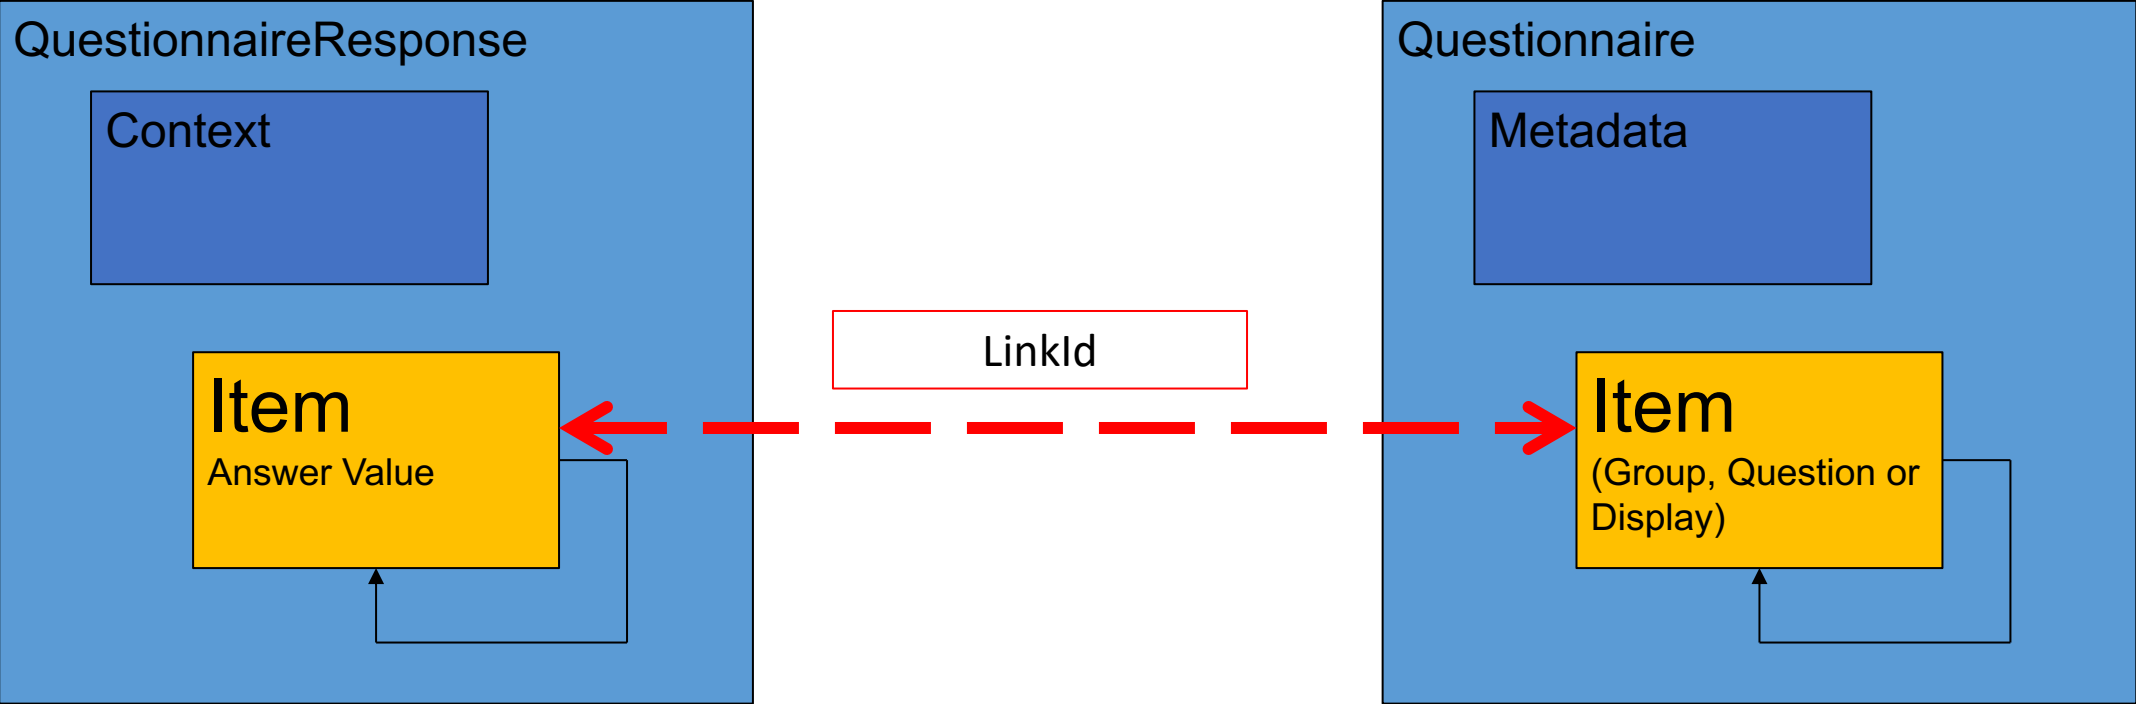 QuestionnaireResponse
Context
Item
Answer Value
LinkId
Questionnaire
Metadata
Item
(Group, Question or
Display)